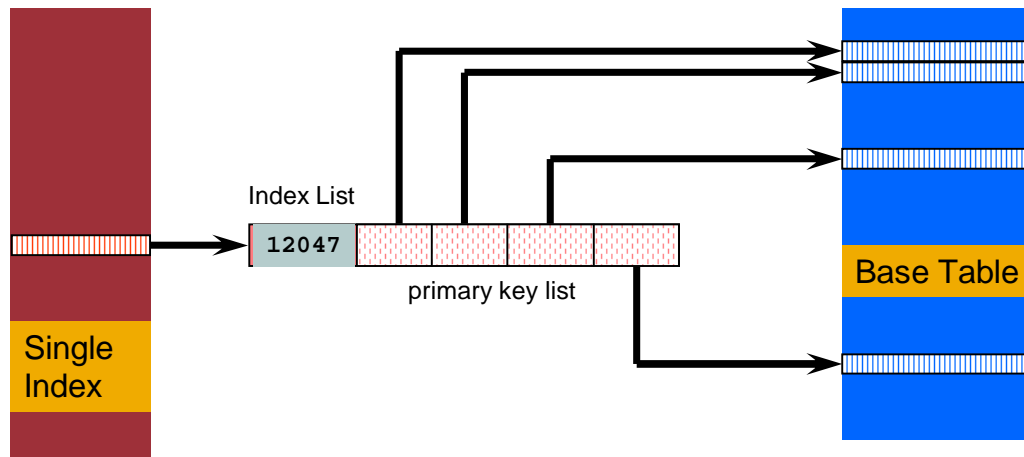 Index List
12047
primary key list
Single
Index
Base Table